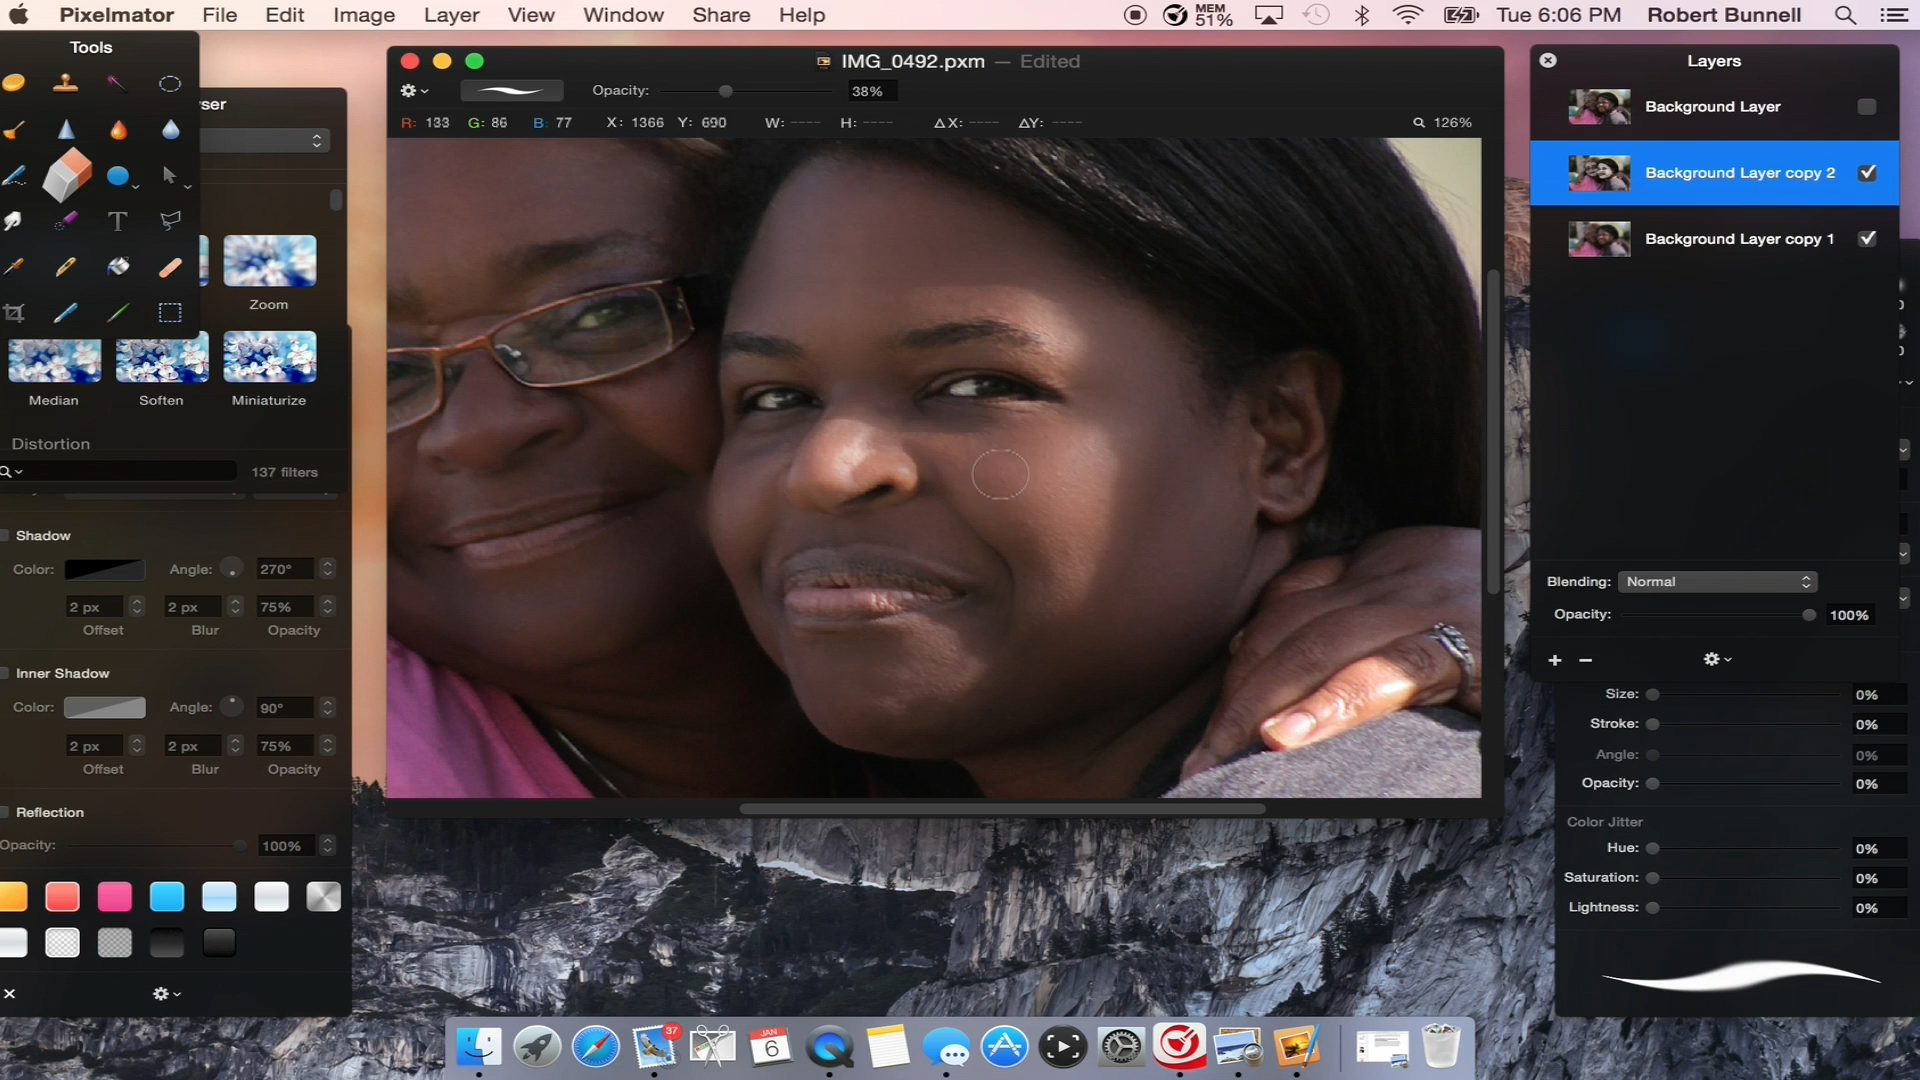 Pixelmator File Edit Image Layer View Window Share Help MEM 51% Tue 6:06 PM Robert Bunnell
Tools
ser
Zoom
Median Soften Miniaturize
Distortion
137 filters
Shadow
Color: Angle: 270°
2 px 2 px 75%
Offset Blur Opacity
Inner Shadow
Color: Angle: 90°
2 px 2 px 75%
Offset Blur Opacity
Reflection
Opacity: 100%
IMG_0492.pxm — Edited
Opacity: 38%
R: 133 G: 86 B: 77 X: 1366 Y: 690 W: ---- H: ---- ΔX: ---- ΔY: ---- 126%
Layers
Background Layer
Background Layer copy 2
Background Layer copy 1
Blending: Normal
Opacity: 100%
Size: 0%
Stroke: 0%
Angle: 0%
Opacity: 0%
Color Jitter
Hue: 0%
Saturation: 0%
Lightness: 0%
37
JAN
6